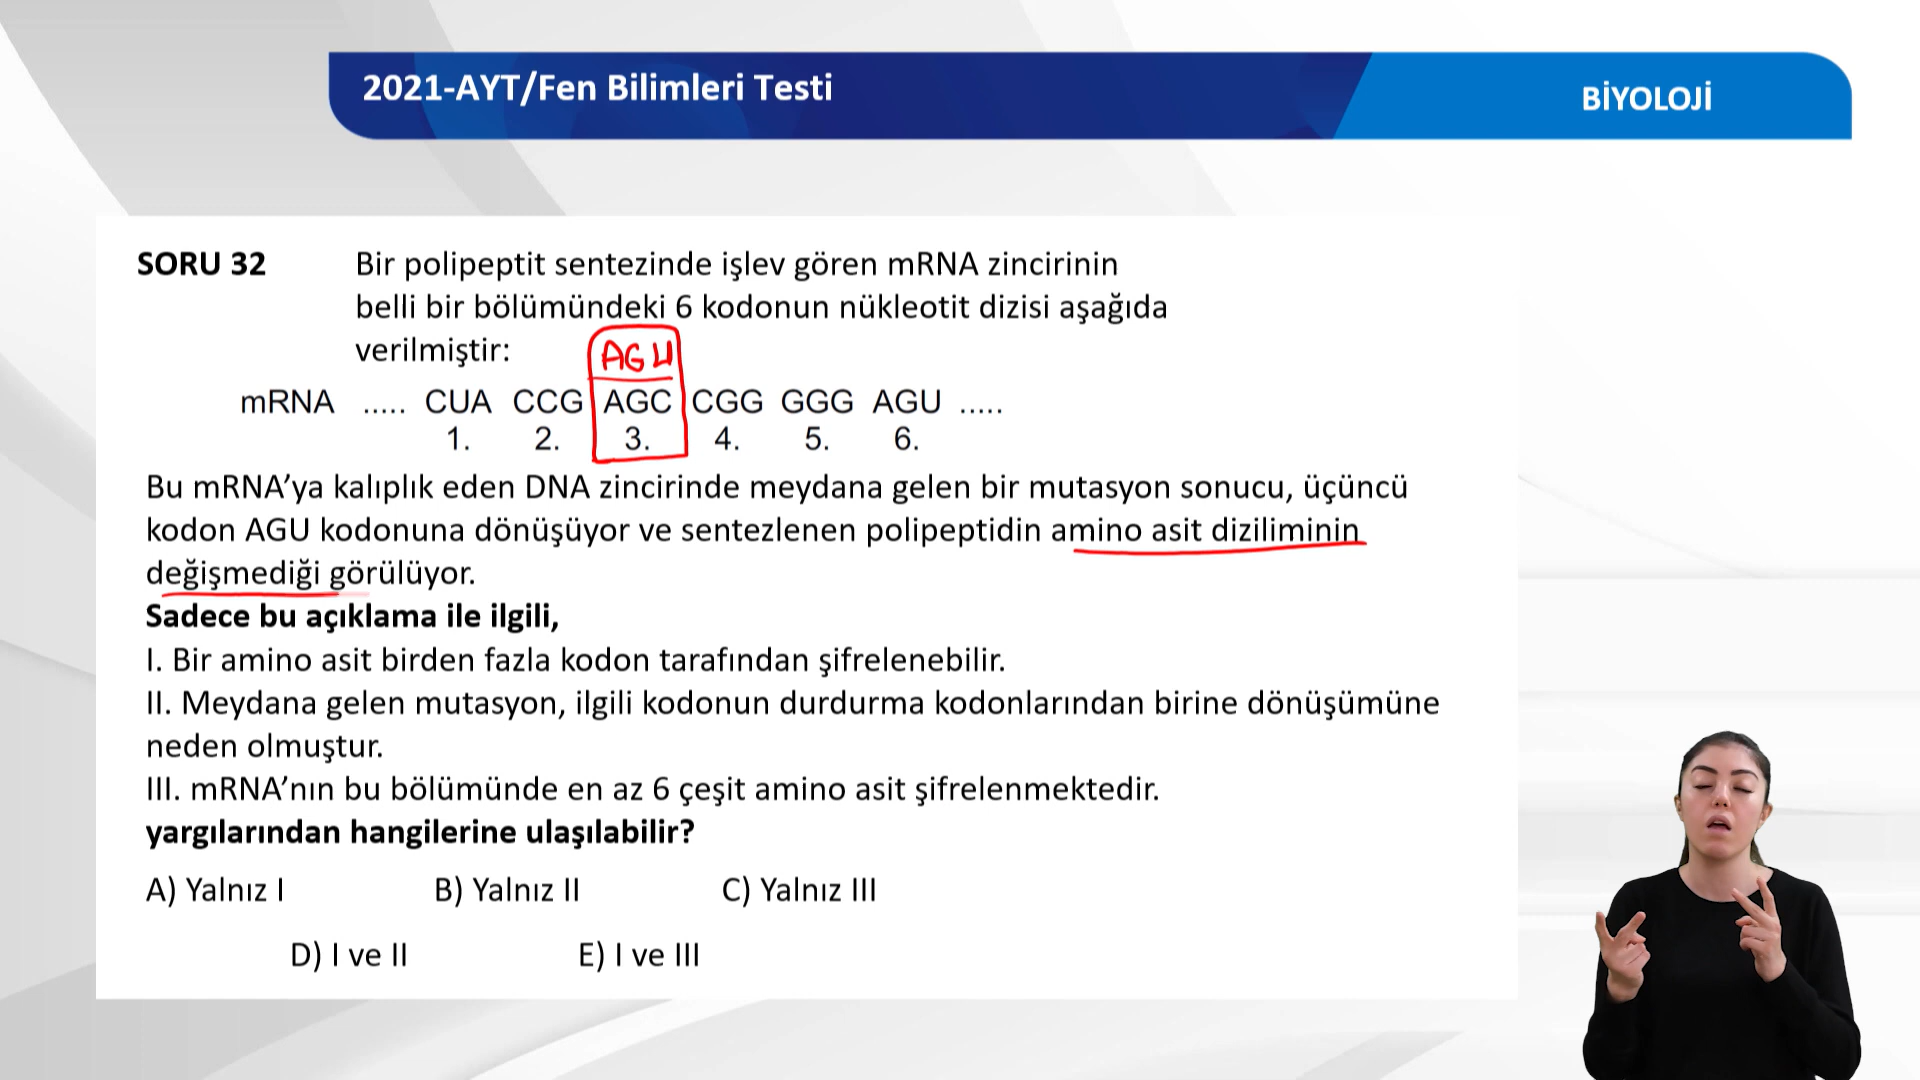 2021-AYT/Fen Bilimleri Testi
BİYOLOJİ
SORU 32 Bir polipeptit sentezinde işlev gören mRNA zincirinin
belli bir bölümündeki 6 kodonun nükleotit dizisi aşağıda
verilmiştir:
AGU
mRNA ..... CUA CCG AGC CGG GGG AGU .....
1. 2. 3. 4. 5. 6.
Bu mRNA’ya kalıplık eden DNA zincirinde meydana gelen bir mutasyon sonucu, üçüncü
kodon AGU kodonuna dönüşüyor ve sentezlenen polipeptidin amino asit diziliminin
değişmediği görülüyor.
Sadece bu açıklama ile ilgili,
I. Bir amino asit birden fazla kodon tarafından şifrelenebilir.
II. Meydana gelen mutasyon, ilgili kodonun durdurma kodonlarından birine dönüşümüne
neden olmuştur.
III. mRNA’nın bu bölümünde en az 6 çeşit amino asit şifrelenmektedir.
yargılarından hangilerine ulaşılabilir?
A) Yalnız I B) Yalnız II C) Yalnız III
D) I ve II E) I ve III